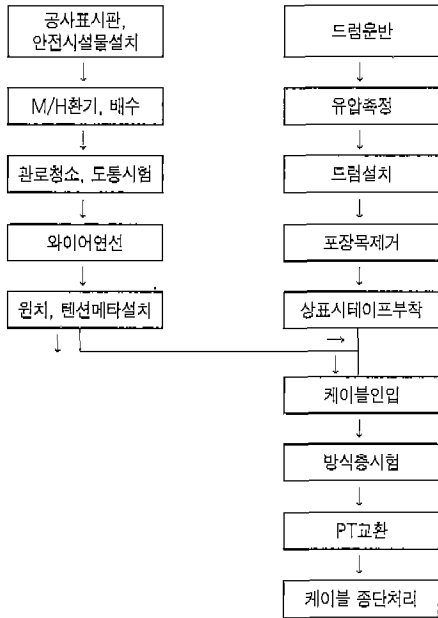 공사표시판,
안전시설물설치
M/H환기, 배수
관로청소, 도통시험
와이어연선
윈치, 텐션메타설치
드럼운반
유압측정
드럼설치
포장목제거
상표시테이프부착
케이블인입
방식층시험
PT교환
케이블 종단처리